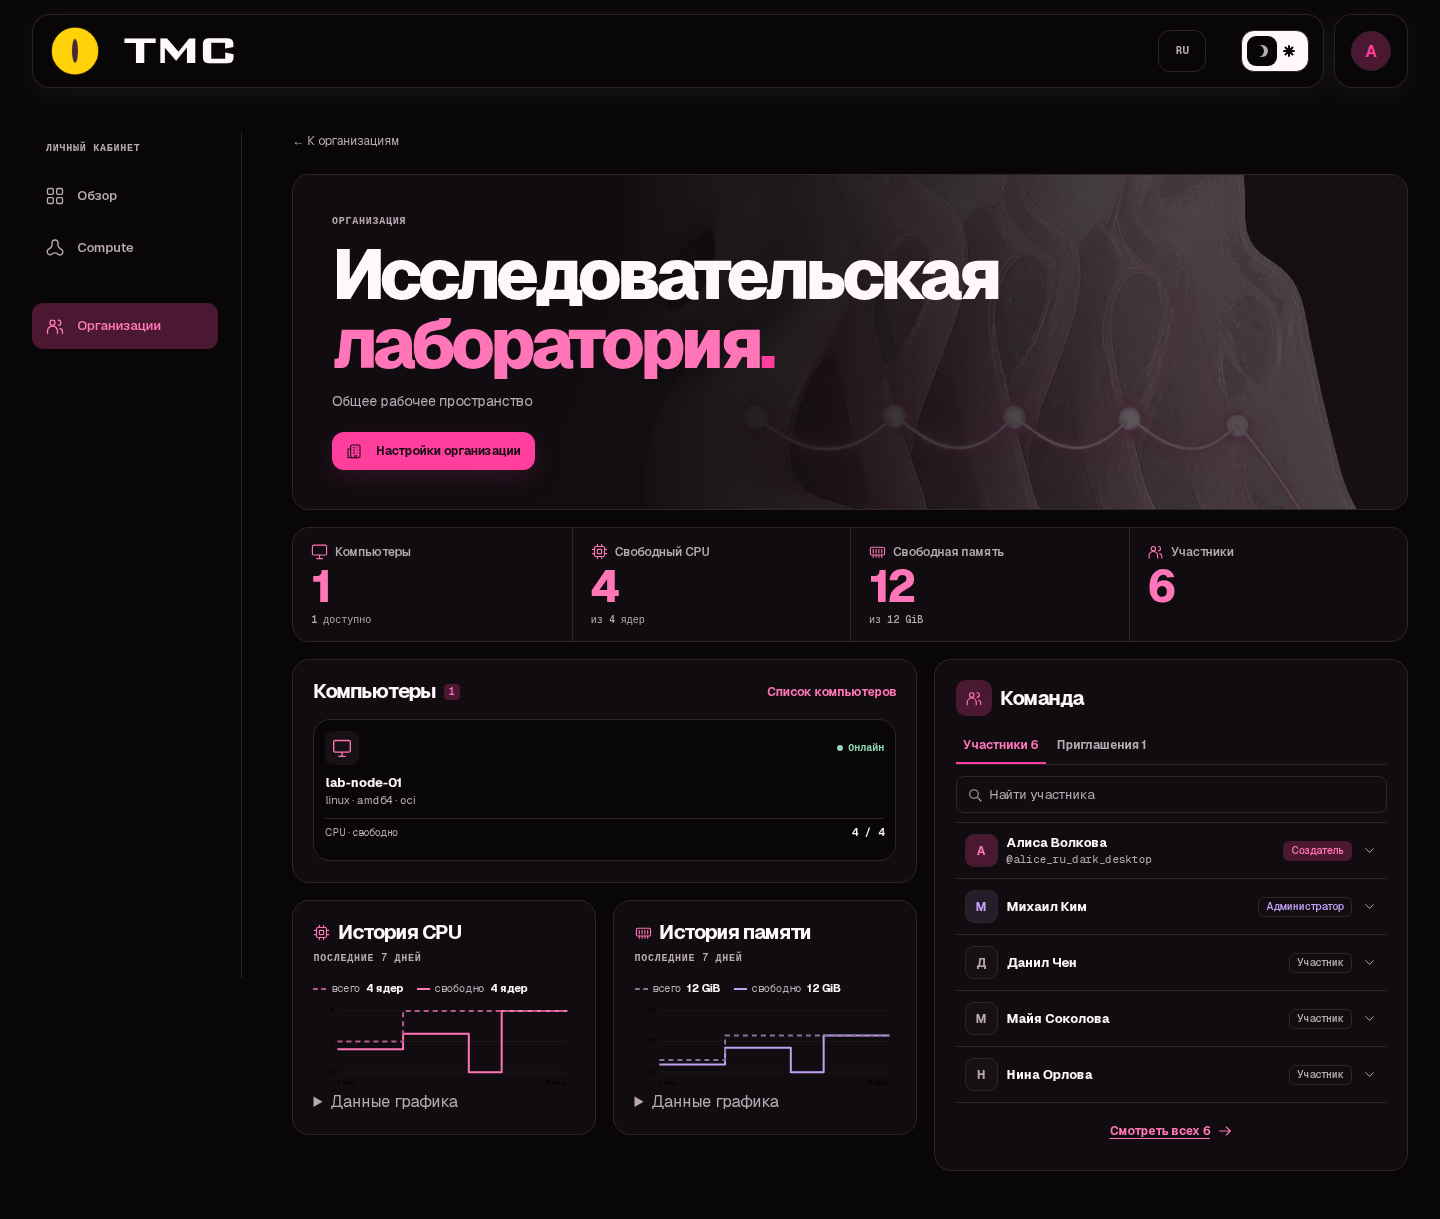 TMC
RU
A
ЛИЧНЫЙ КАБИНЕТ
Обзор
Compute
Организации
← К организациям
ОРГАНИЗАЦИЯ
Исследовательская
лаборатория.
Общее рабочее пространство
Настройки организации
Компьютеры
1
1 доступно
Свободный CPU
4
из 4 ядер
Свободная память
12
из 12 GiB
Участники
6
Компьютеры 1
Список компьютеров
Онлайн
lab-node-01
linux · amd64 · oci
CPU · свободно
4 / 4
История CPU
ПОСЛЕДНИЕ 7 ДНЕЙ
всего 4 ядер свободно 4 ядер
Данные графика
История памяти
ПОСЛЕДНИЕ 7 ДНЕЙ
всего 12 GiB свободно 12 GiB
Данные графика
Команда
Участники 6 Приглашения 1
Найти участника
А
Алиса Волкова
@alice_ru_dark_desktop
Создатель
М
Михаил Ким
Администратор
Д
Данил Чен
Участник
М
Майя Соколова
Участник
Н
Нина Орлова
Участник
Смотреть всех 6 →